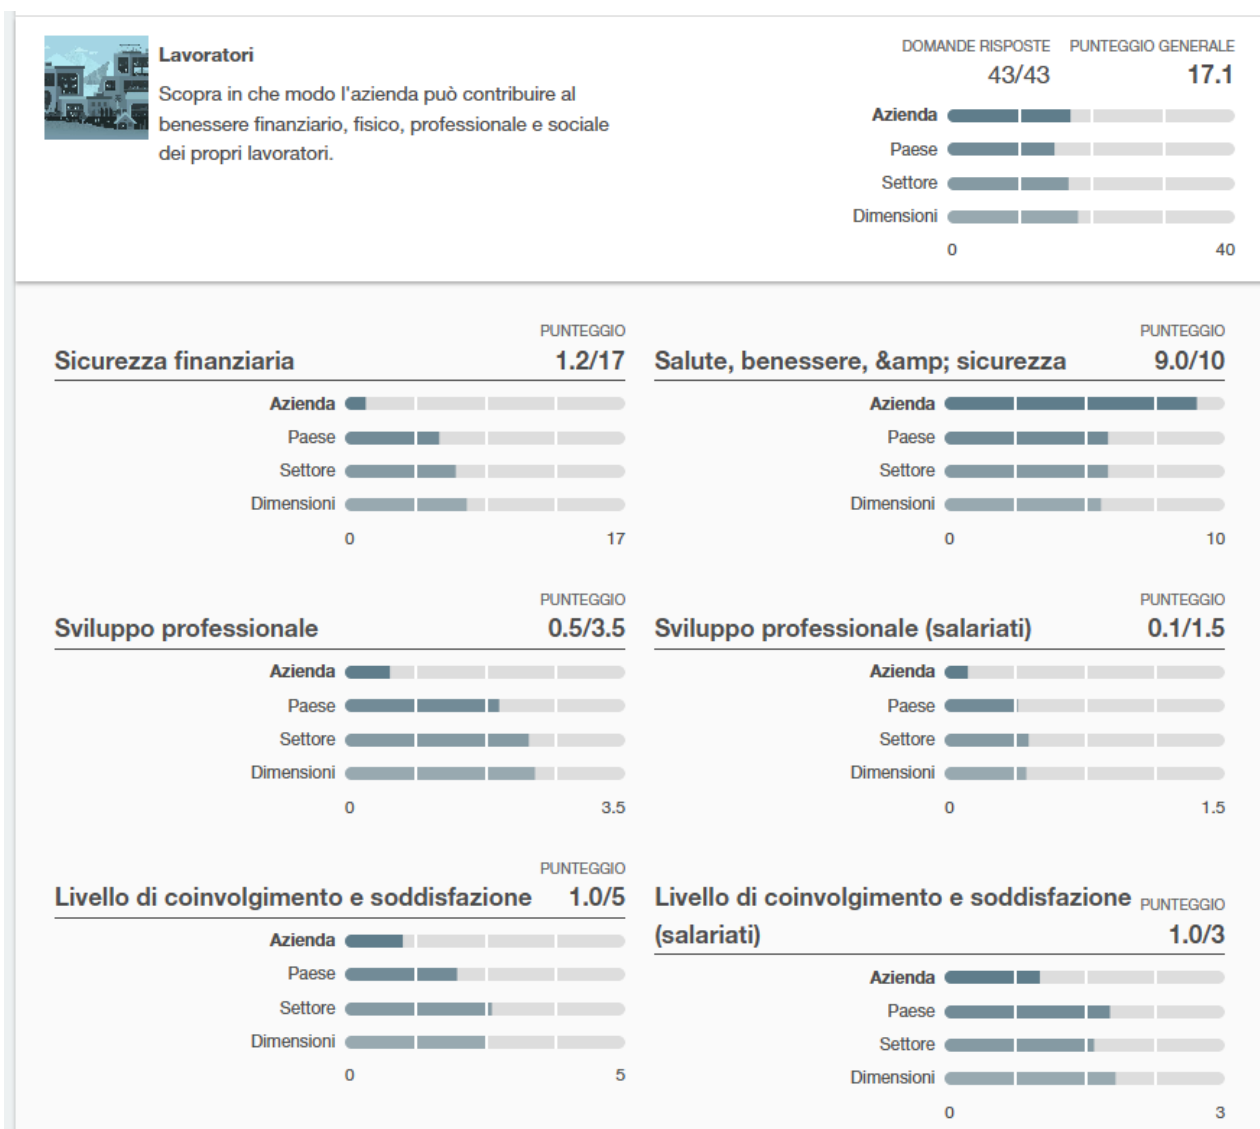 Lavoratori
Scopra in che modo l'azienda può contribuire al
benessere finanziario, fisico, professionale e sociale
dei propri lavoratori.
DOMANDE RISPOSTE PUNTEGGIO GENERALE
43/43 17.1
Azienda
Paese
Settore
Dimensioni
0 40
PUNTEGGIO
Sicurezza finanziaria 1.2/17
Azienda
Paese
Settore
Dimensioni
0 17
PUNTEGGIO
Salute, benessere, &amp; sicurezza 9.0/10
Azienda
Paese
Settore
Dimensioni
0 10
PUNTEGGIO
Sviluppo professionale 0.5/3.5
Azienda
Paese
Settore
Dimensioni
0 3.5
PUNTEGGIO
Sviluppo professionale (salariati) 0.1/1.5
Azienda
Paese
Settore
Dimensioni
0 1.5
PUNTEGGIO
Livello di coinvolgimento e soddisfazione 1.0/5
Azienda
Paese
Settore
Dimensioni
0 5
Livello di coinvolgimento e soddisfazione PUNTEGGIO
(salariati) 1.0/3
Azienda
Paese
Settore
Dimensioni
0 3